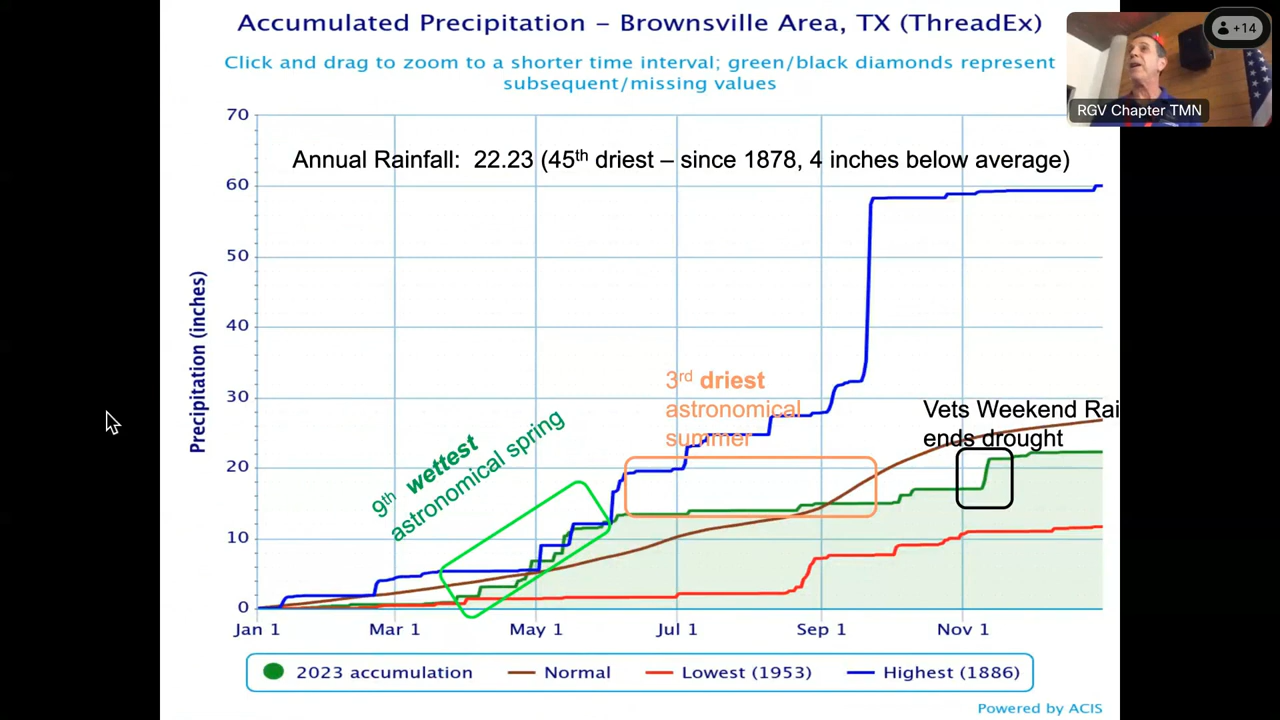 Accumulated Precipitation – Brownsville Area, TX (ThreadEx)
Click and drag to zoom to a shorter time interval; green/black diamonds represent
subsequent/missing values
+14
RGV Chapter TMN
Annual Rainfall: 22.23 (45th driest – since 1878, 4 inches below average)
Precipitation (inches)
70
60
50
40
30
20
10
0
9th wettest
astronomical spring
3rd driest
astronomical
summer
Vets Weekend Rai
ends drought
Jan 1
Mar 1
May 1
Jul 1
Sep 1
Nov 1
2023 accumulation
Normal
Lowest (1953)
Highest (1886)
Powered by ACIS